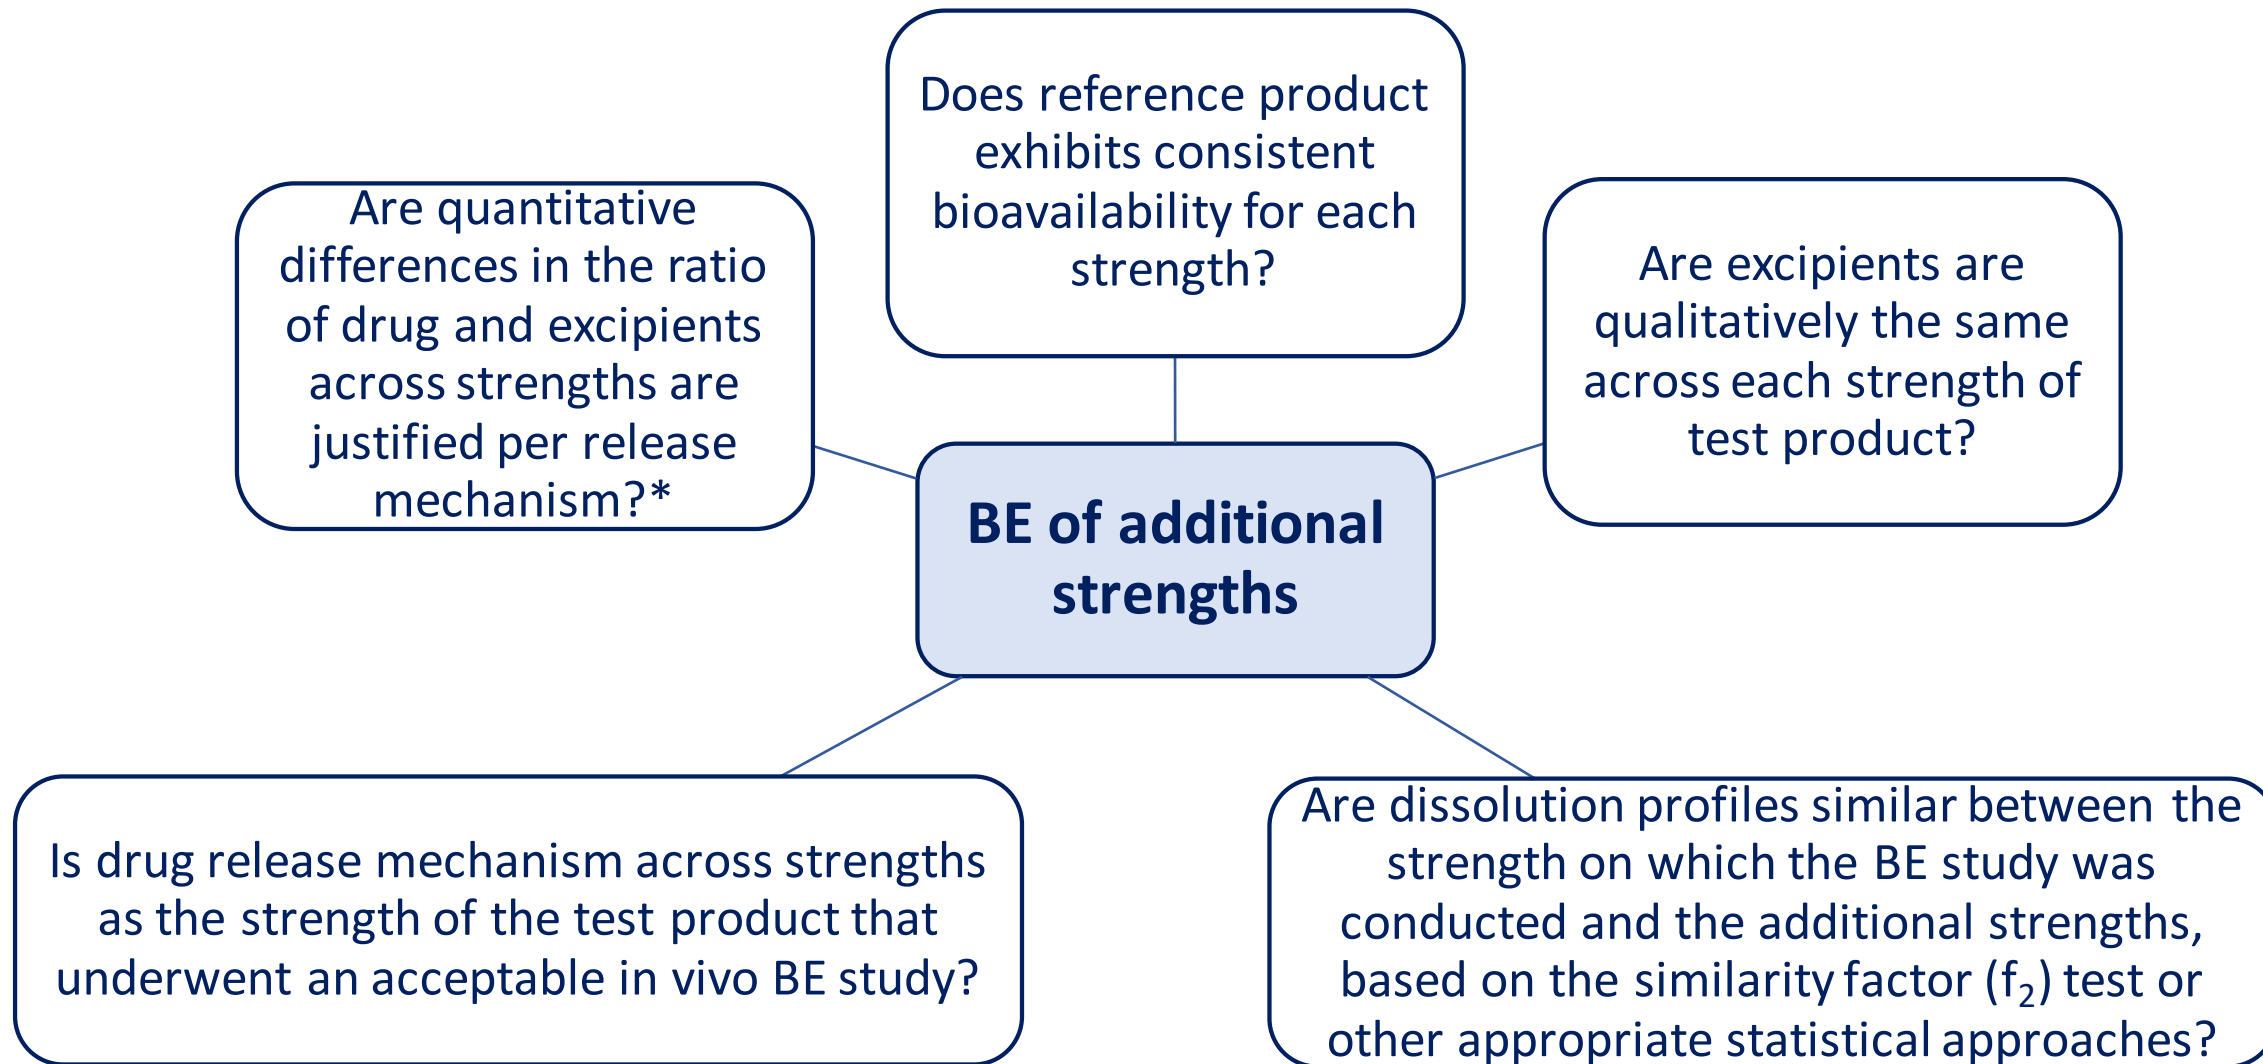 Does reference product
exhibits consistent
bioavailability for each
strength?
Are quantitative
differences in the ratio
of drug and excipients
across strengths are
justified per release
mechanism?*
Are excipients are
qualitatively the same
across each strength of
test product?
BE of additional
strengths
Is drug release mechanism across strengths
as the strength of the test product that
underwent an acceptable in vivo BE study?
Are dissolution profiles similar between the
strength on which the BE study was
conducted and the additional strengths,
based on the similarity factor (f₂) test or
other appropriate statistical approaches?